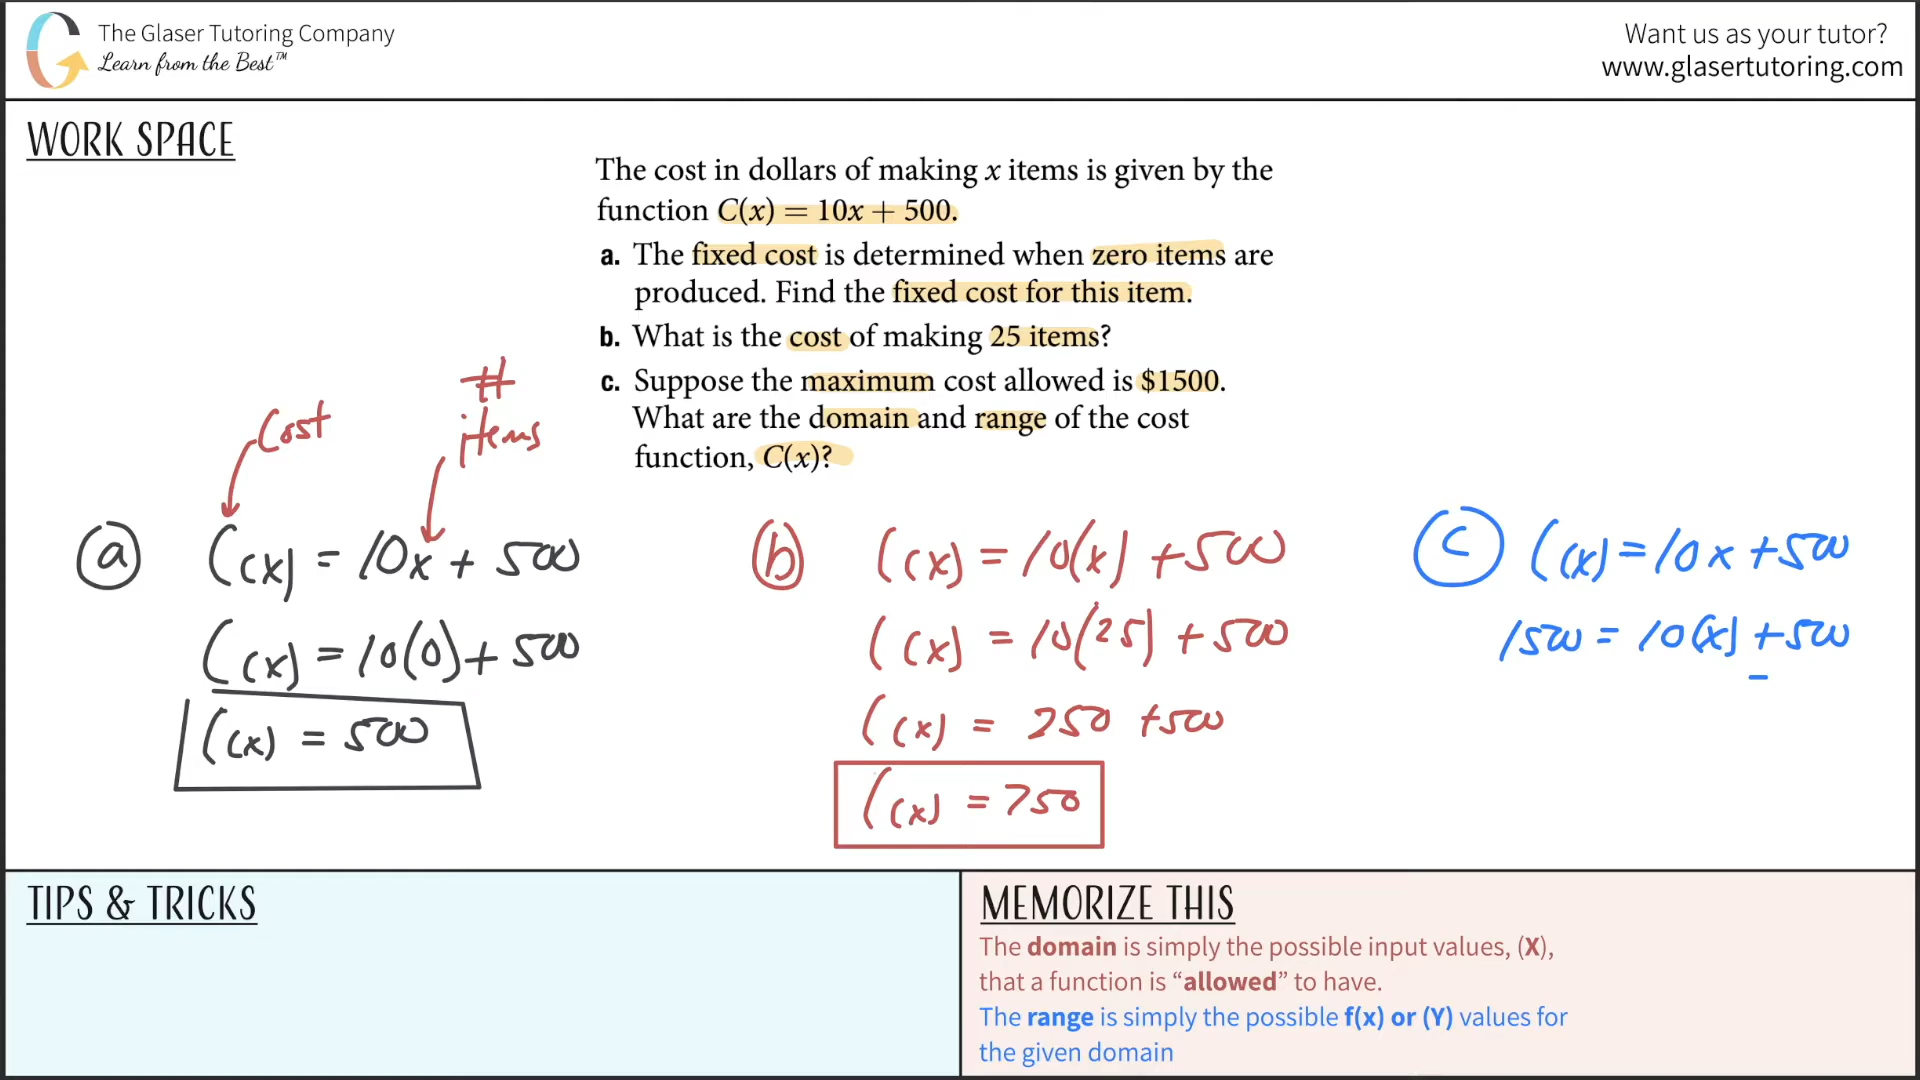 The Glaser Tutoring Company
Learn from the Best™
Want us as your tutor?
www.glasertutoring.com
WORK SPACE
The cost in dollars of making x items is given by the
function C(x) = 10x + 500.
a. The fixed cost is determined when zero items are
produced. Find the fixed cost for this item.
b. What is the cost of making 25 items?
c. Suppose the maximum cost allowed is $1500.
What are the domain and range of the cost
function, C(x)?
Cost
#
items
a C(x) = 10x + 500
C(x) = 10(0) + 500
C(x) = 500
b C(x) = 10(x) + 500
C(x) = 10(25) + 500
C(x) = 250 + 500
C(x) = 750
c C(x) = 10x + 500
1500 = 10(x) + 500
–
TIPS & TRICKS
MEMORIZE THIS
The domain is simply the possible input values, (X),
that a function is “allowed” to have.
The range is simply the possible f(x) or (Y) values for
the given domain